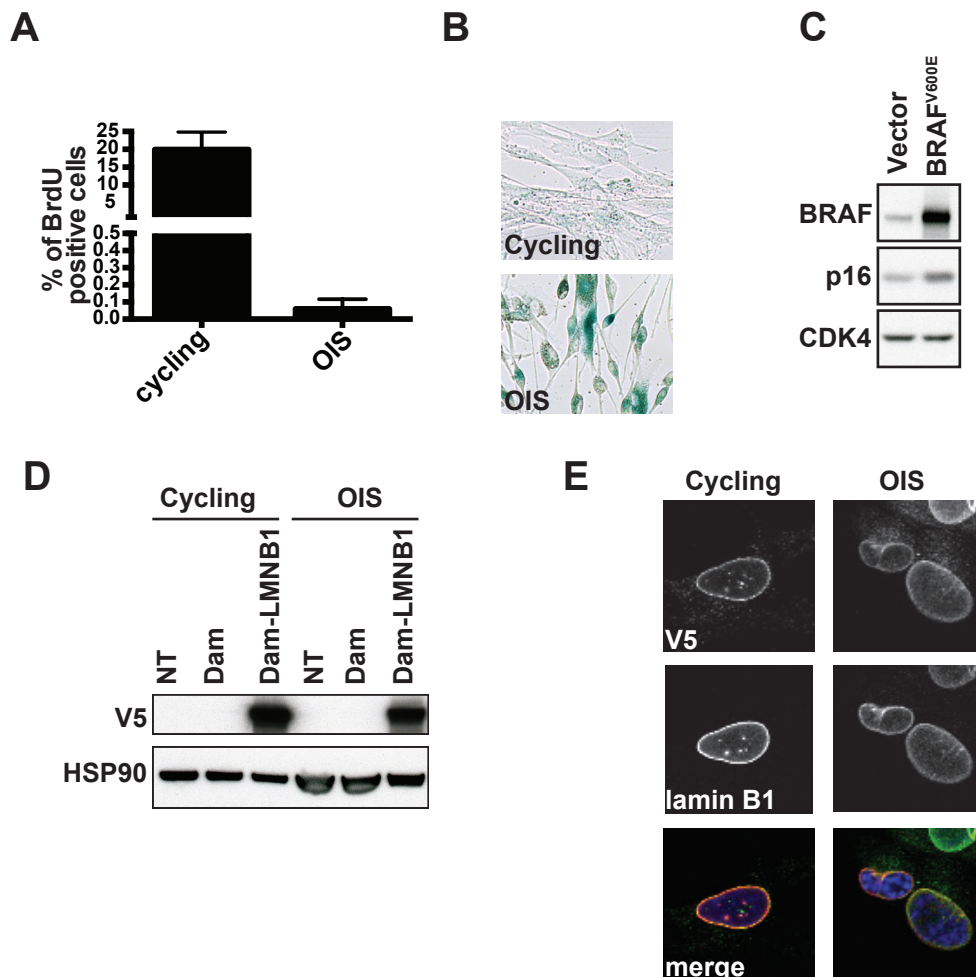 A
% of BrdU
positive cells
25
20
15
10
5
0.5
0.4
0.3
0.2
0.1
0.0
cycling
OIS
B
Cycling
OIS
C
Vector
BRAFV600E
BRAF
p16
CDK4
D
Cycling
OIS
NT
Dam
Dam-LMNB1
NT
Dam
Dam-LMNB1
V5
HSP90
E
Cycling
OIS
V5
lamin B1
merge